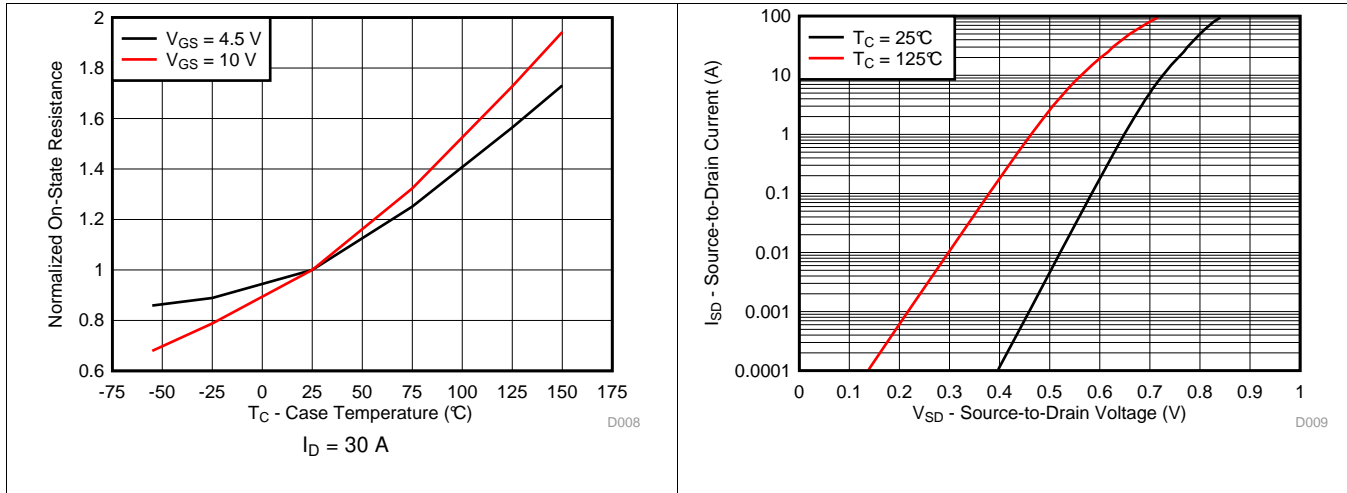 Normalized On-State Resistance
2
1.8
1.6
1.4
1.2
1
0.8
0.6
V_GS = 4.5 V
V_GS = 10 V
-75 -50 -25 0 25 50 75 100 125 150 175
T_C - Case Temperature (°C)
D008
I_D = 30 A
I_SD - Source-to-Drain Current (A)
100
10
1
0.1
0.01
0.001
0.0001
T_C = 25°C
T_C = 125°C
0 0.1 0.2 0.3 0.4 0.5 0.6 0.7 0.8 0.9 1
V_SD - Source-to-Drain Voltage (V)
D009